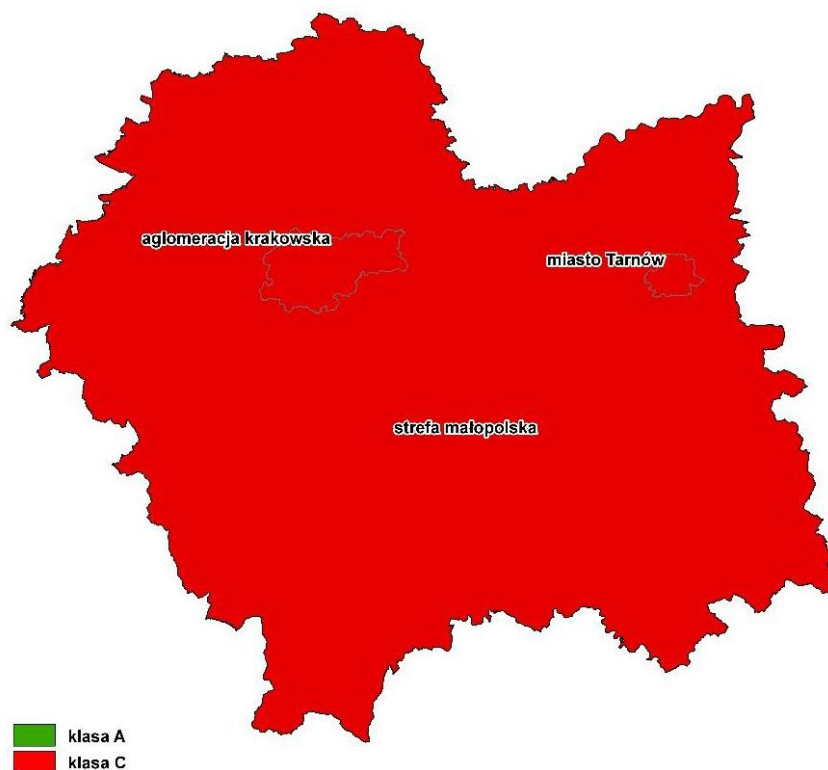 aglomeracja krakowska
miasto Tarnów
strefa małopolska
klasa A
klasa C